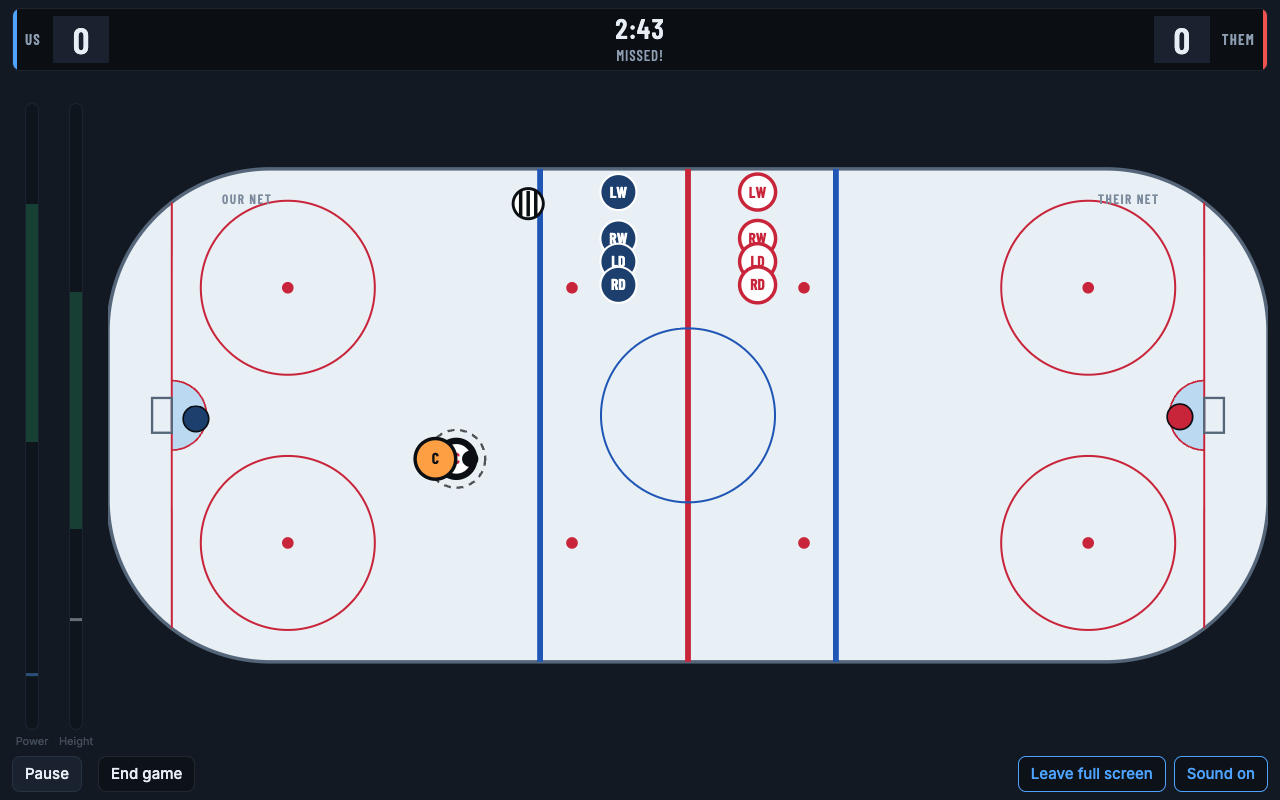 US
0
2:43
MISSED!
0
THEM
OUR NET
THEIR NET
LW
LW
RW
RW
LD
LD
RD
RD
C
Power
Height
Pause
End game
Leave full screen
Sound on